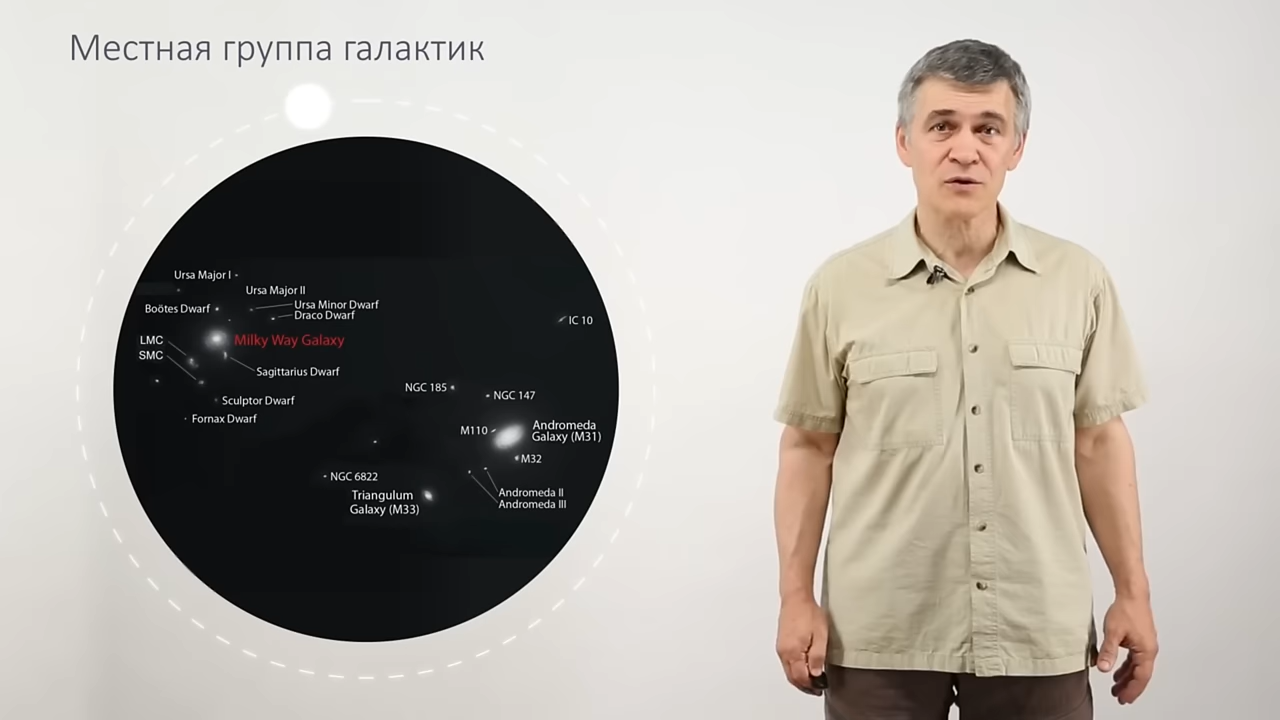 Местная группа галактик
Ursa Major I
Ursa Major II
Boötes Dwarf
Ursa Minor Dwarf
Draco Dwarf
IC 10
LMC
Milky Way Galaxy
SMC
Sagittarius Dwarf
NGC 185
NGC 147
Sculptor Dwarf
Fornax Dwarf
M110
Andromeda
Galaxy (M31)
M32
NGC 6822
Triangulum
Galaxy (M33)
Andromeda II
Andromeda III